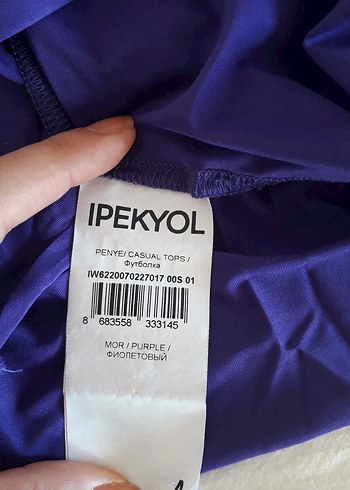 IPEKYOL
PENYE/ CASUAL TOPS /
Футболка
IW6220070227017 00S 01
8 683558 333145
MOR / PURPLE /
ФИОЛЕТОВЫЙ